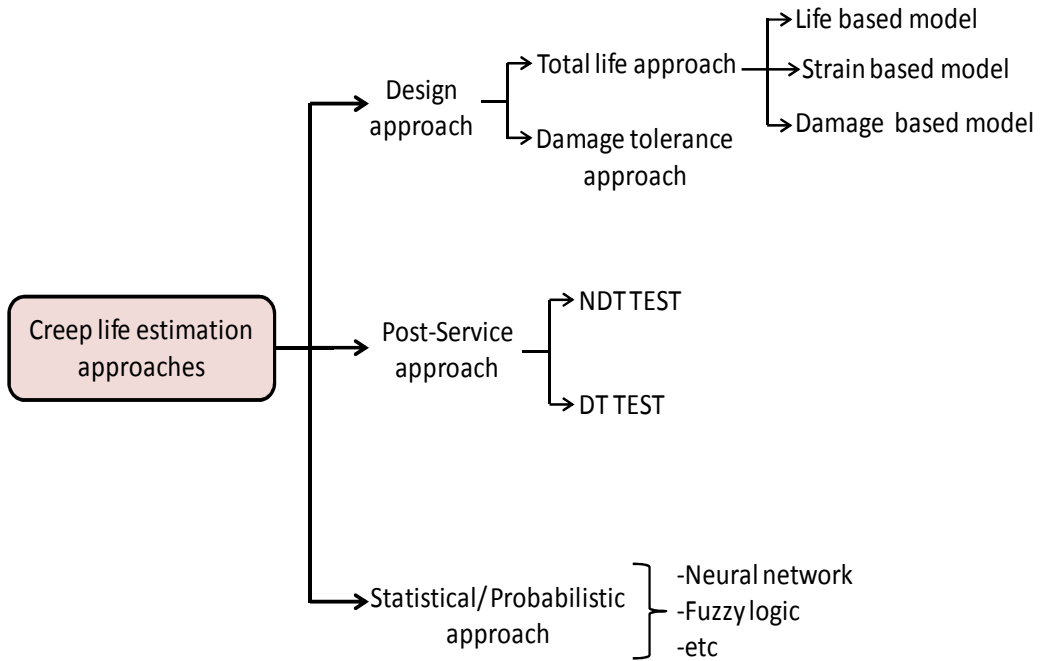 Creep life estimation
approaches
Design
approach
Total life approach
Life based model
Strain based model
Damage based model
Damage tolerance
approach
Post-Service
approach
NDT TEST
DT TEST
Statistical/Probabilistic
approach
-Neural network
-Fuzzy logic
-etc